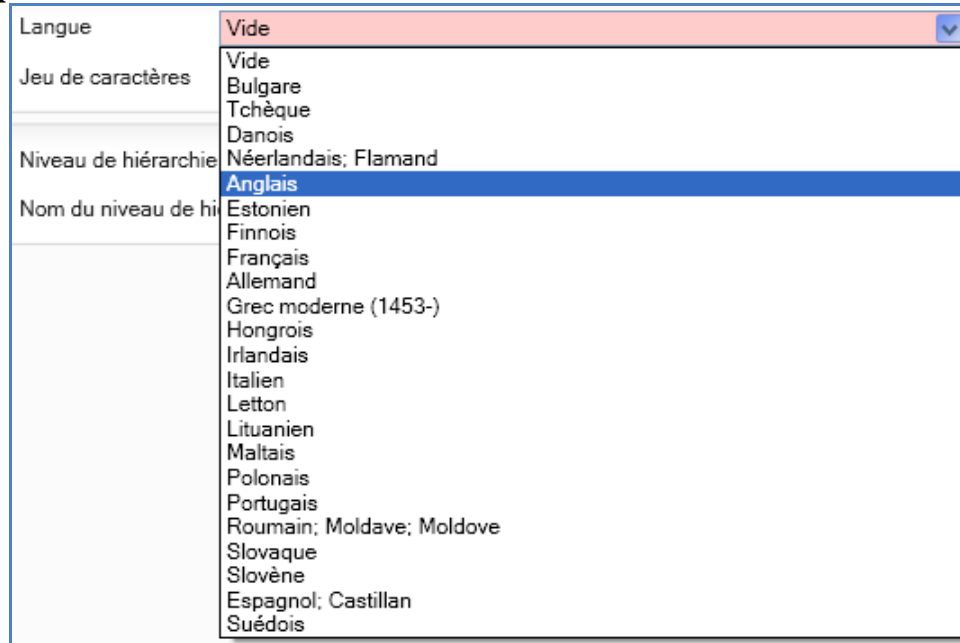 Langue
Vide
Jeu de caractères
Niveau de hiérarchie
Nom du niveau de hi
Vide
Bulgare
Tchèque
Danois
Néerlandais; Flamand
Anglais
Estonien
Finnois
Français
Allemand
Grec moderne (1453-)
Hongrois
Irlandais
Italien
Letton
Lituanien
Maltais
Polonais
Portugais
Roumain; Moldave; Moldove
Slovaque
Slovène
Espagnol; Castillan
Suédois